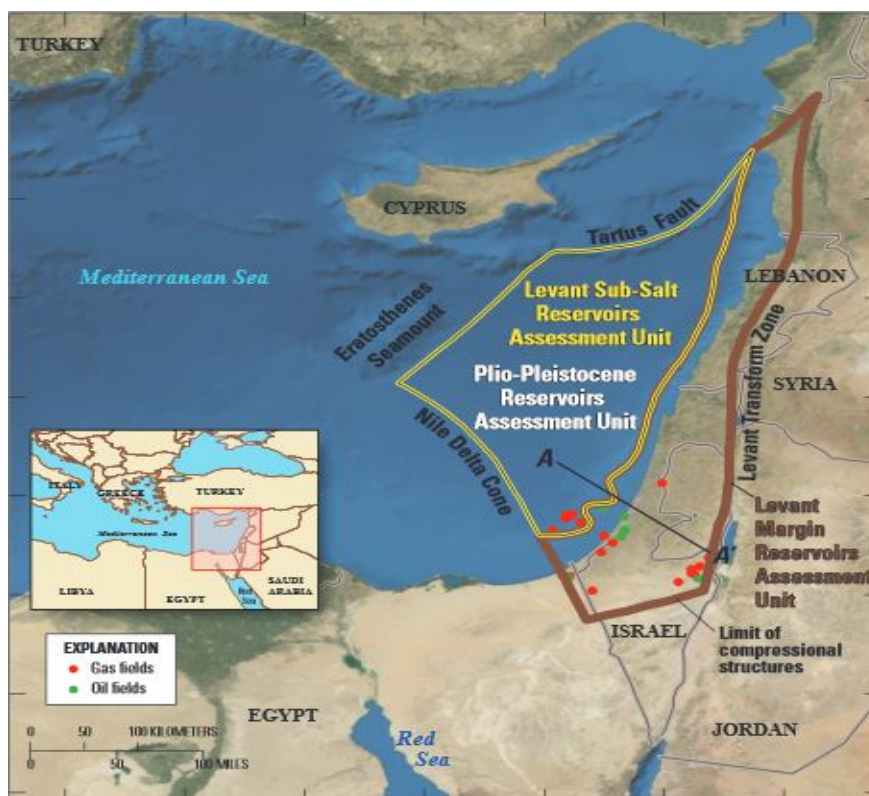 TURKEY
CYPRUS
Tartus Fault
Mediterranean Sea
Eratosthenes
Seamount
Levant Sub-Salt
Reservoirs
Assessment Unit
Plio-Pleistocene
Reservoirs
Assessment Unit
Nile Delta Cone
LEBANON
SYRIA
Levant Transform Zone
A
A'
Levant
Margin
Reservoirs
Assessment
Unit
ISRAEL
Limit of
compressional
structures
JORDAN
EGYPT
Red
Sea
ITALY
GREECE
TURKEY
Mediterranean Sea
LIBYA
EGYPT
Red
Sea
SAUDI
ARABIA
EXPLANATION
Gas fields
Oil fields
0 50 100 KILOMETERS
0 50 100 MILES